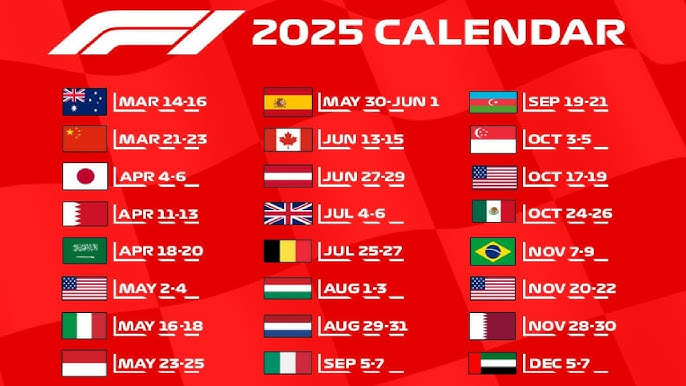 F1 2025 CALENDAR
MAR 14-16
MAR 21-23
APR 4-6
APR 11-13
APR 18-20
MAY 2-4
MAY 16-18
MAY 23-25
MAY 30-JUN 1
JUN 13-15
JUN 27-29
JUL 4-6
JUL 25-27
AUG 1-3
AUG 29-31
SEP 5-7
SEP 19-21
OCT 3-5
OCT 17-19
OCT 24-26
NOV 7-9
NOV 20-22
NOV 28-30
DEC 5-7